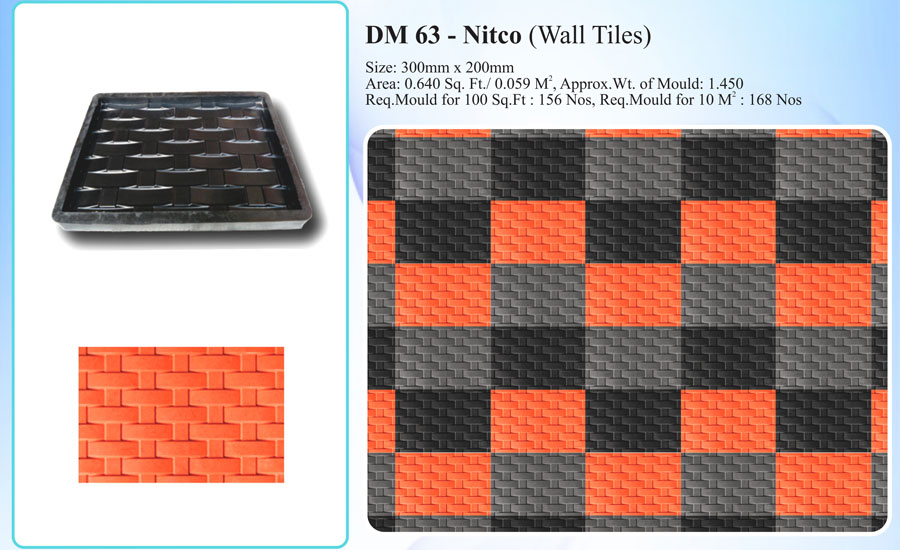 DM 63 - Nitco (Wall Tiles)
Size: 300mm x 200mm
Area: 0.640 Sq. Ft./ 0.059 M², Approx.Wt. of Mould: 1.450
Req.Mould for 100 Sq.Ft : 156 Nos, Req.Mould for 10 M² : 168 Nos